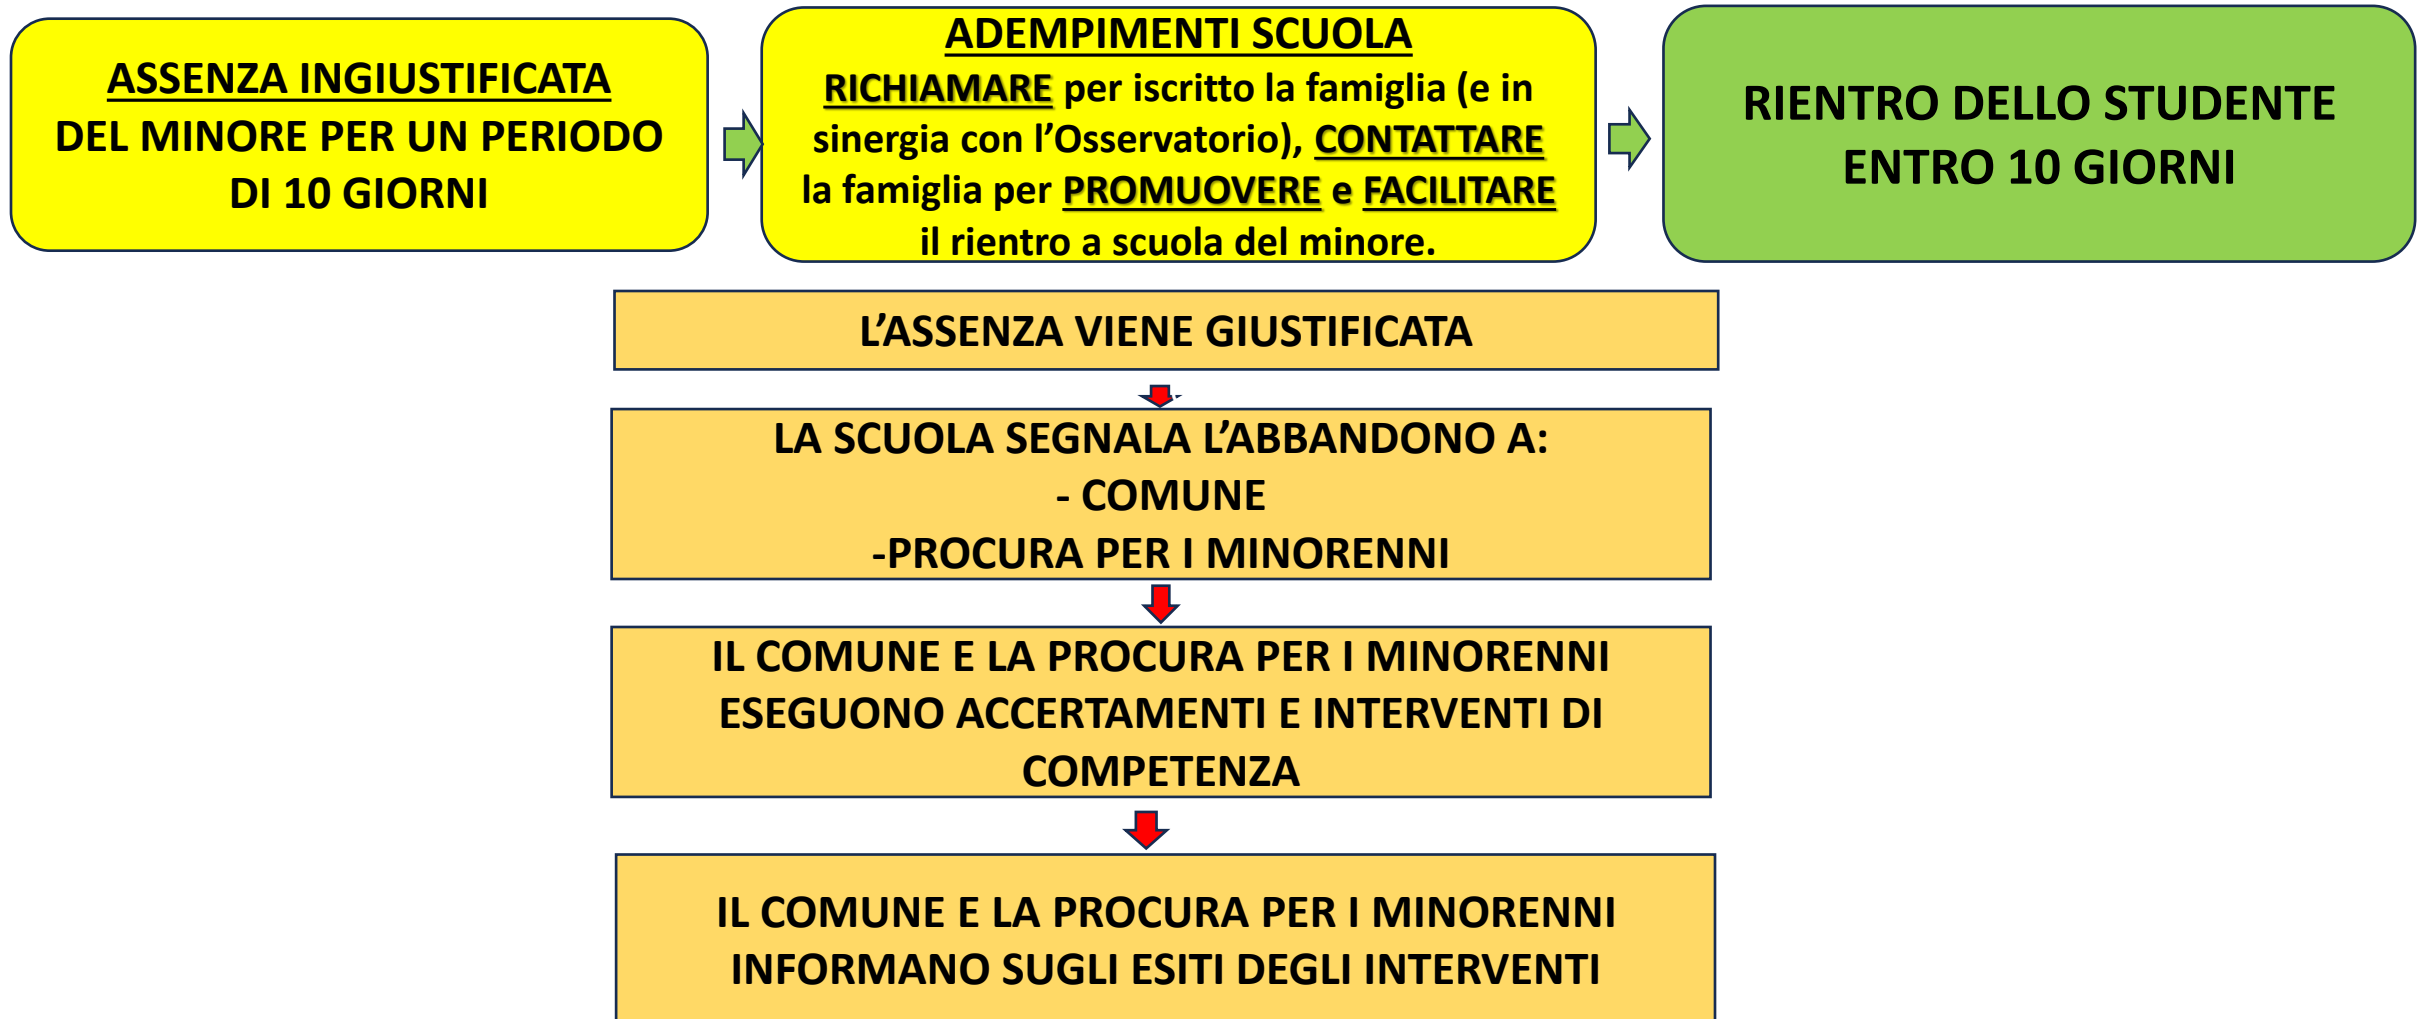 ASSENZA INGIUSTIFICATA
DEL MINORE PER UN PERIODO
DI 10 GIORNI
ADEMPIMENTI SCUOLA
RICHIAMARE per iscritto la famiglia (e in
sinergia con l’Osservatorio), CONTATTARE
la famiglia per PROMUOVERE e FACILITARE
il rientro a scuola del minore.
RIENTRO DELLO STUDENTE
ENTRO 10 GIORNI
L’ASSENZA VIENE GIUSTIFICATA
LA SCUOLA SEGNALA L’ABBANDONO A:
- COMUNE
-PROCURA PER I MINORENNI
IL COMUNE E LA PROCURA PER I MINORENNI
ESEGUONO ACCERTAMENTI E INTERVENTI DI
COMPETENZA
IL COMUNE E LA PROCURA PER I MINORENNI
INFORMANO SUGLI ESITI DEGLI INTERVENTI